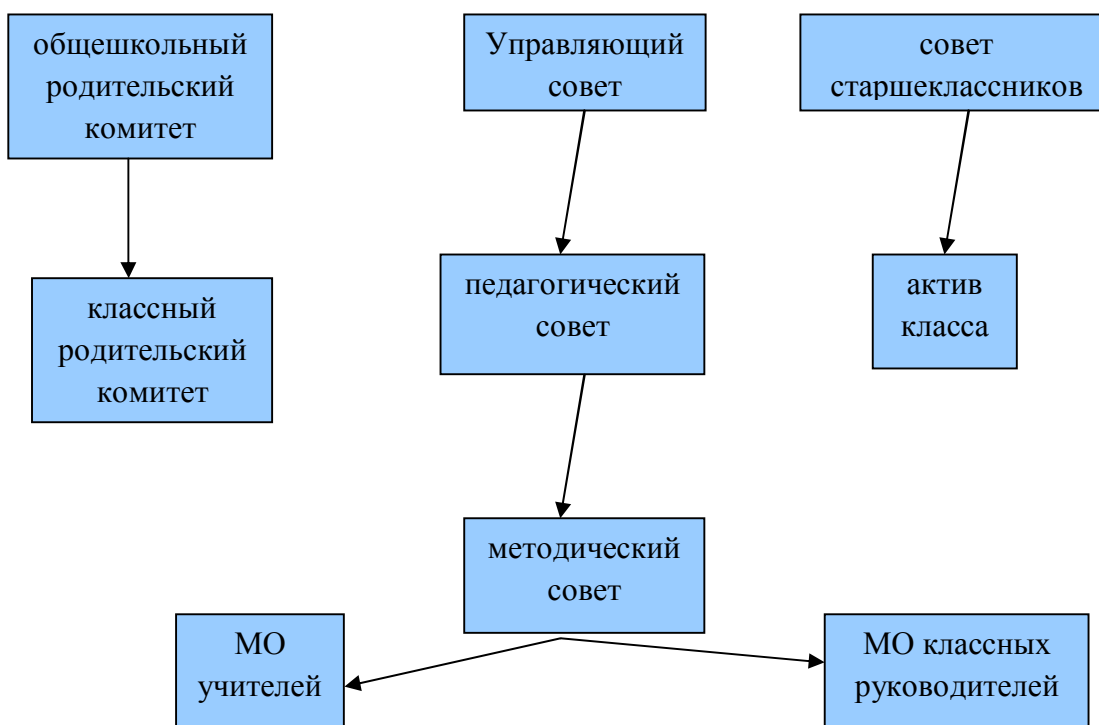 общешкольный
родительский
комитет
Управляющий
совет
совет
старшеклассников
классный
родительский
комитет
педагогический
совет
актив
класса
методический
совет
МО
учителей
МО классных
руководителей